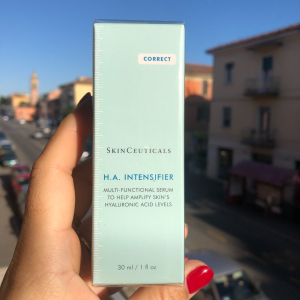 CORRECT
SKINCEUTICALS
H.A. INTENSIFIER
MULTI-FUNCTIONAL SERUM
TO HELP AMPLIFY SKIN'S
HYALURONIC ACID LEVELS
30 ml / 1 fl oz